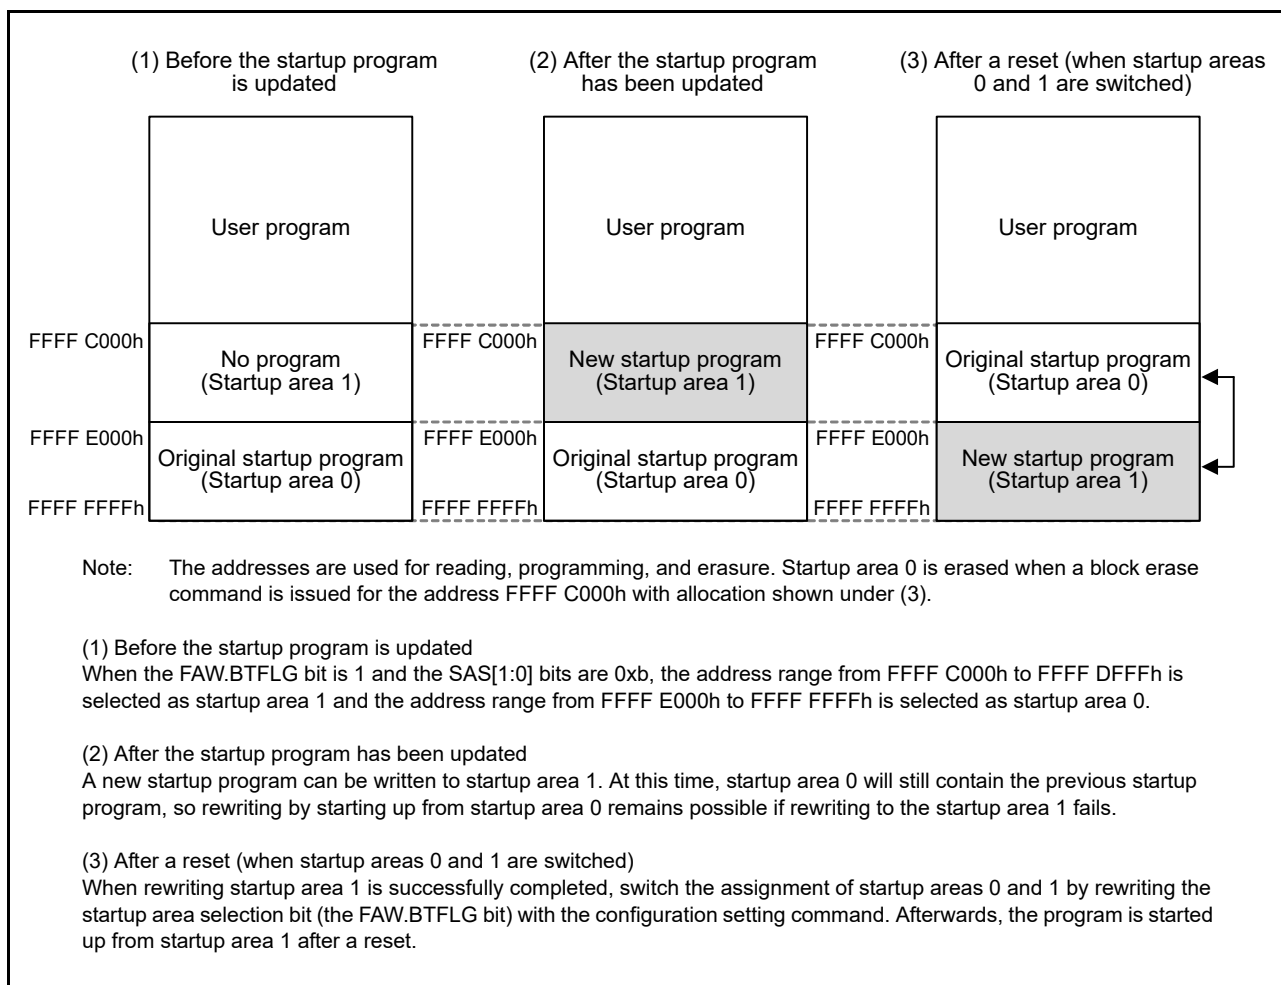 (1) Before the startup program
is updated
(2) After the startup program
has been updated
(3) After a reset (when startup areas
0 and 1 are switched)
User program
User program
User program
FFFF C000h
No program
(Startup area 1)
FFFF C000h
New startup program
(Startup area 1)
FFFF C000h
Original startup program
(Startup area 0)
FFFF E000h
Original startup program
(Startup area 0)
FFFF E000h
Original startup program
(Startup area 0)
FFFF E000h
New startup program
(Startup area 1)
FFFF FFFFh
FFFF FFFFh
FFFF FFFFh
Note: The addresses are used for reading, programming, and erasure. Startup area 0 is erased when a block erase
command is issued for the address FFFF C000h with allocation shown under (3).
(1) Before the startup program is updated
When the FAW.BTFLG bit is 1 and the SAS[1:0] bits are 0xb, the address range from FFFF C000h to FFFF DFFFh is
selected as startup area 1 and the address range from FFFF E000h to FFFF FFFFh is selected as startup area 0.
(2) After the startup program has been updated
A new startup program can be written to startup area 1. At this time, startup area 0 will still contain the previous startup
program, so rewriting by starting up from startup area 0 remains possible if rewriting to the startup area 1 fails.
(3) After a reset (when startup areas 0 and 1 are switched)
When rewriting startup area 1 is successfully completed, switch the assignment of startup areas 0 and 1 by rewriting the
startup area selection bit (the FAW.BTFLG bit) with the configuration setting command. Afterwards, the program is started
up from startup area 1 after a reset.